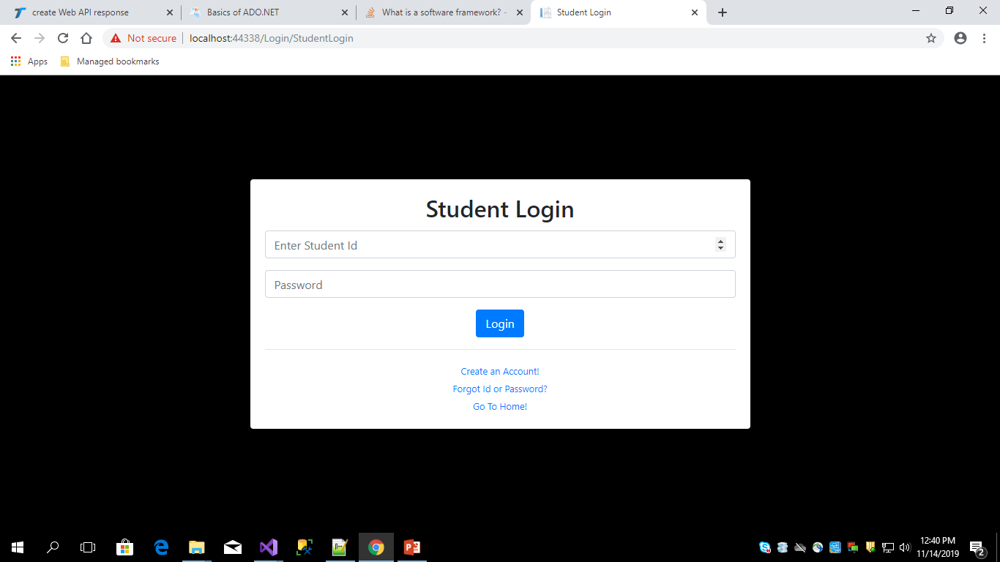 create Web API response
Basics of ADO.NET
What is a software framework? -
Student Login
Not secure
localhost:44338/Login/StudentLogin
Apps
Managed bookmarks
Student Login
Enter Student Id
Password
Login
Create an Account!
Forgot Id or Password?
Go To Home!
12:40 PM
11/14/2019
2